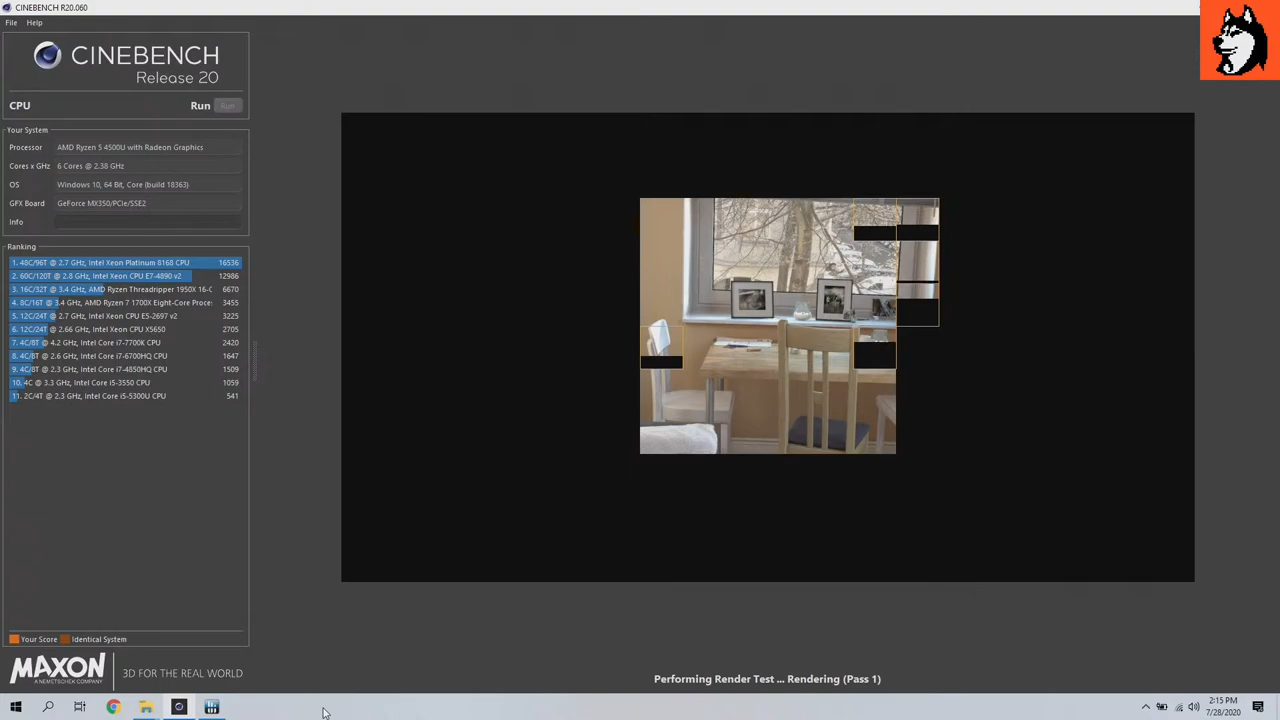 CINEBENCH R20.060
File Help
CINEBENCH
Release 20
CPU Run Run
Your System
Processor AMD Ryzen 5 4500U with Radeon Graphics
Cores x GHz 6 Cores @ 2.38 GHz
OS Windows 10, 64 Bit, Core (build 18363)
GFX Board GeForce MX350/PCIe/SSE2
Info
Ranking
1. 48C/96T @ 2.7 GHz, Intel Xeon Platinum 8168 CPU 16536
2. 60C/120T @ 2.8 GHz, Intel Xeon CPU E7-4890 v2 12986
3. 16C/32T @ 3.4 GHz, AMD Ryzen Threadripper 1950X 16-C 6670
4. 8C/16T @ 3.4 GHz, AMD Ryzen 7 1700X Eight-Core Proces 3455
5. 12C/24T @ 2.7 GHz, Intel Xeon CPU E5-2697 v2 3225
6. 12C/24T @ 2.66 GHz, Intel Xeon CPU X5650 2705
7. 4C/8T @ 4.2 GHz, Intel Core i7-7700K CPU 2420
8. 4C/8T @ 2.6 GHz, Intel Core i7-6700HQ CPU 1647
9. 4C/8T @ 2.3 GHz, Intel Core i7-4850HQ CPU 1509
10. 4C @ 3.3 GHz, Intel Core i5-3550 CPU 1059
11. 2C/4T @ 2.3 GHz, Intel Core i5-5300U CPU 541
Your Score Identical System
MAXON
A NEMETSCHEK COMPANY
3D FOR THE REAL WORLD
Performing Render Test ... Rendering (Pass 1)
2:15 PM
7/28/2020